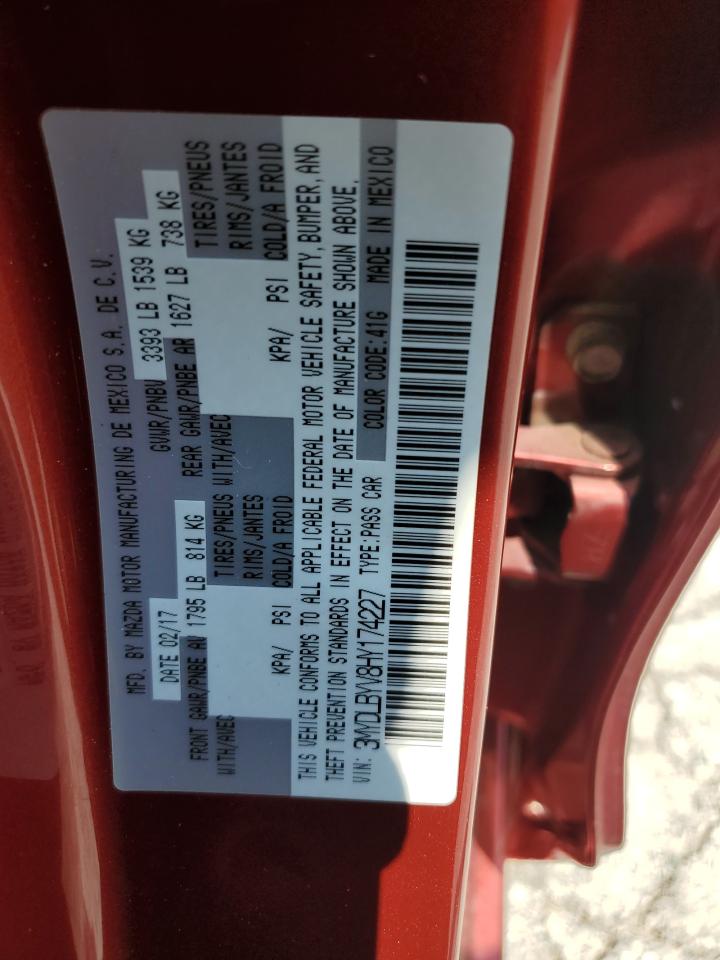 MFD. BY MAZDA MOTOR MANUFACTURING DE MEXICO S.A. DE C.V.
DATE 02/17 GVWR/PNBV 3393 LB 1539 KG
FRONT GAWR/PNBE AV 1795 LB 814 KG REAR GAWR/PNBE AR 1627 LB 738 KG
WITH/AVEC TIRES/PNEUS WITH/AVEC TIRES/PNEUS
RIMS/JANTES RIMS/JANTES
KPA/ PSI COLD/A FROID KPA/ PSI COLD/A FROID
THIS VEHICLE CONFORMS TO ALL APPLICABLE FEDERAL MOTOR VEHICLE SAFETY, BUMPER, AND
THEFT PREVENTION STANDARDS IN EFFECT ON THE DATE OF MANUFACTURE SHOWN ABOVE.
VIN: 3MYDLBYV8HY174227 TYPE:PASS CAR COLOR CODE:41G MADE IN MEXICO